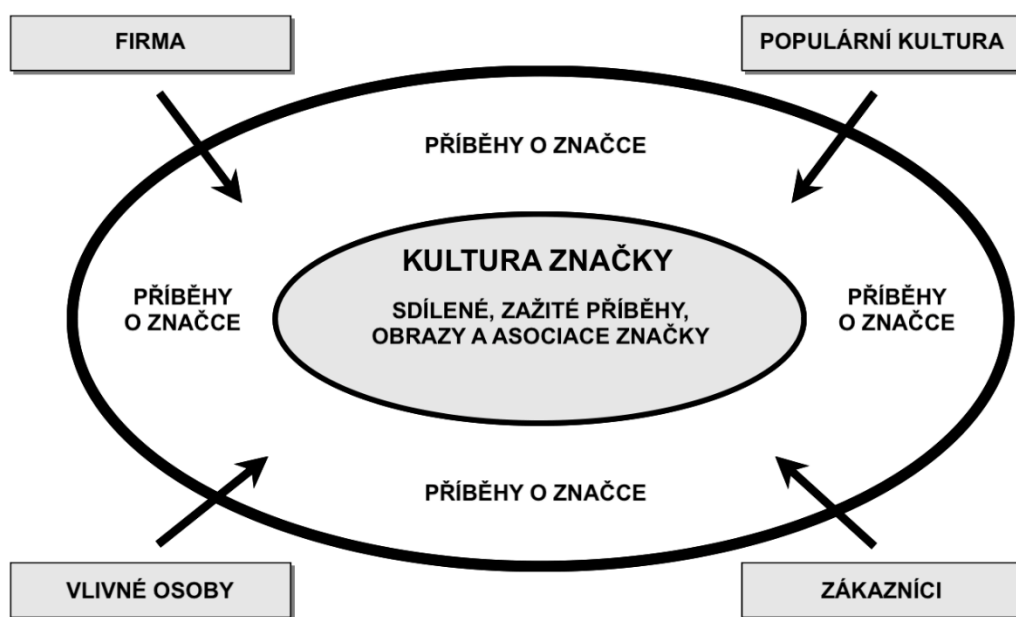 FIRMA
POPULÁRNÍ KULTURA
PŘÍBĚHY O ZNAČCE
KULTURA ZNAČKY
SDÍLENÉ, ZAŽITÉ PŘÍBĚHY,
OBRAZY A ASOCIACE ZNAČKY
PŘÍBĚHY
O ZNAČCE
PŘÍBĚHY
O ZNAČCE
PŘÍBĚHY O ZNAČCE
VLIVNÉ OSOBY
ZÁKAZNÍCI